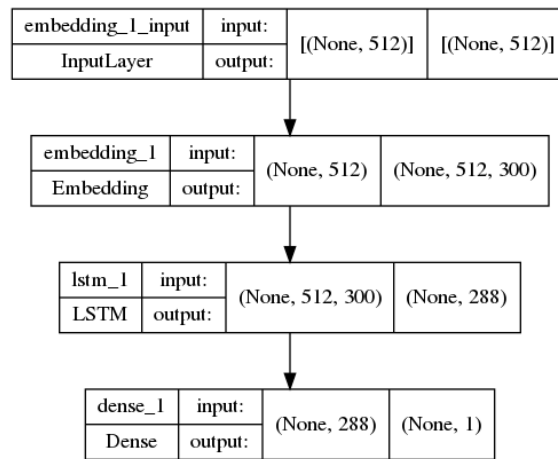 embedding_1_input input: [(None, 512)] [(None, 512)]
InputLayer output:
embedding_1 input: (None, 512) (None, 512, 300)
Embedding output:
lstm_1 input: (None, 512, 300) (None, 288)
LSTM output:
dense_1 input: (None, 288) (None, 1)
Dense output: